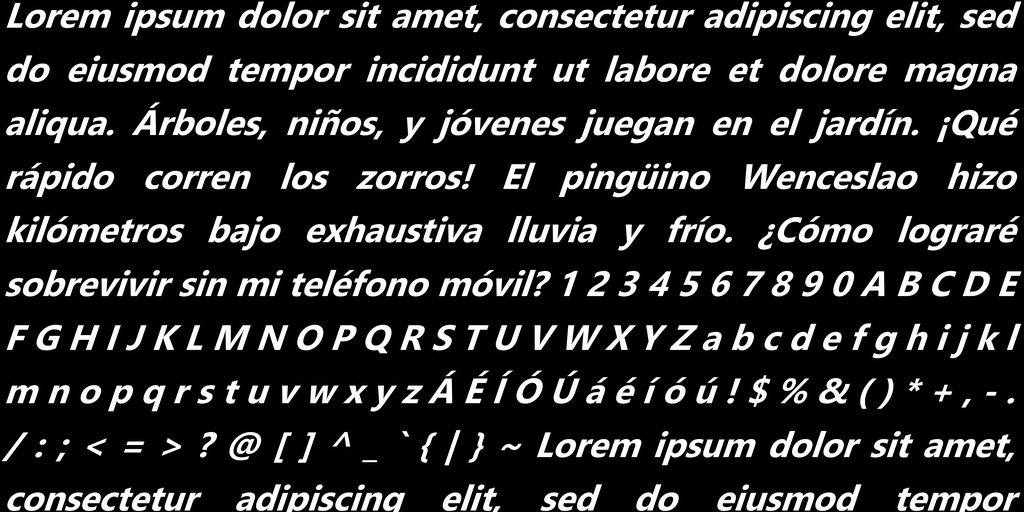 Lorem ipsum dolor sit amet, consectetur adipiscing elit, sed
do eiusmod tempor incididunt ut labore et dolore magna
aliqua. Árboles, niños, y jóvenes juegan en el jardín. ¡Qué
rápido corren los zorros! El pingüino Wenceslao hizo
kilómetros bajo exhaustiva lluvia y frío. ¿Cómo lograré
sobrevivir sin mi teléfono móvil? 1 2 3 4 5 6 7 8 9 0 A B C D E
F G H I J K L M N O P Q R S T U V W X Y Z a b c d e f g h i j k l
m n o p q r s t u v w x y z Á É Í Ó Ú á é í ó ú ! $ % & ( ) * + , - .
/ : ; < = > ? @ [ ] ^ _ ` { | } ~ Lorem ipsum dolor sit amet,
consectetur adipiscing elit, sed do eiusmod tempor